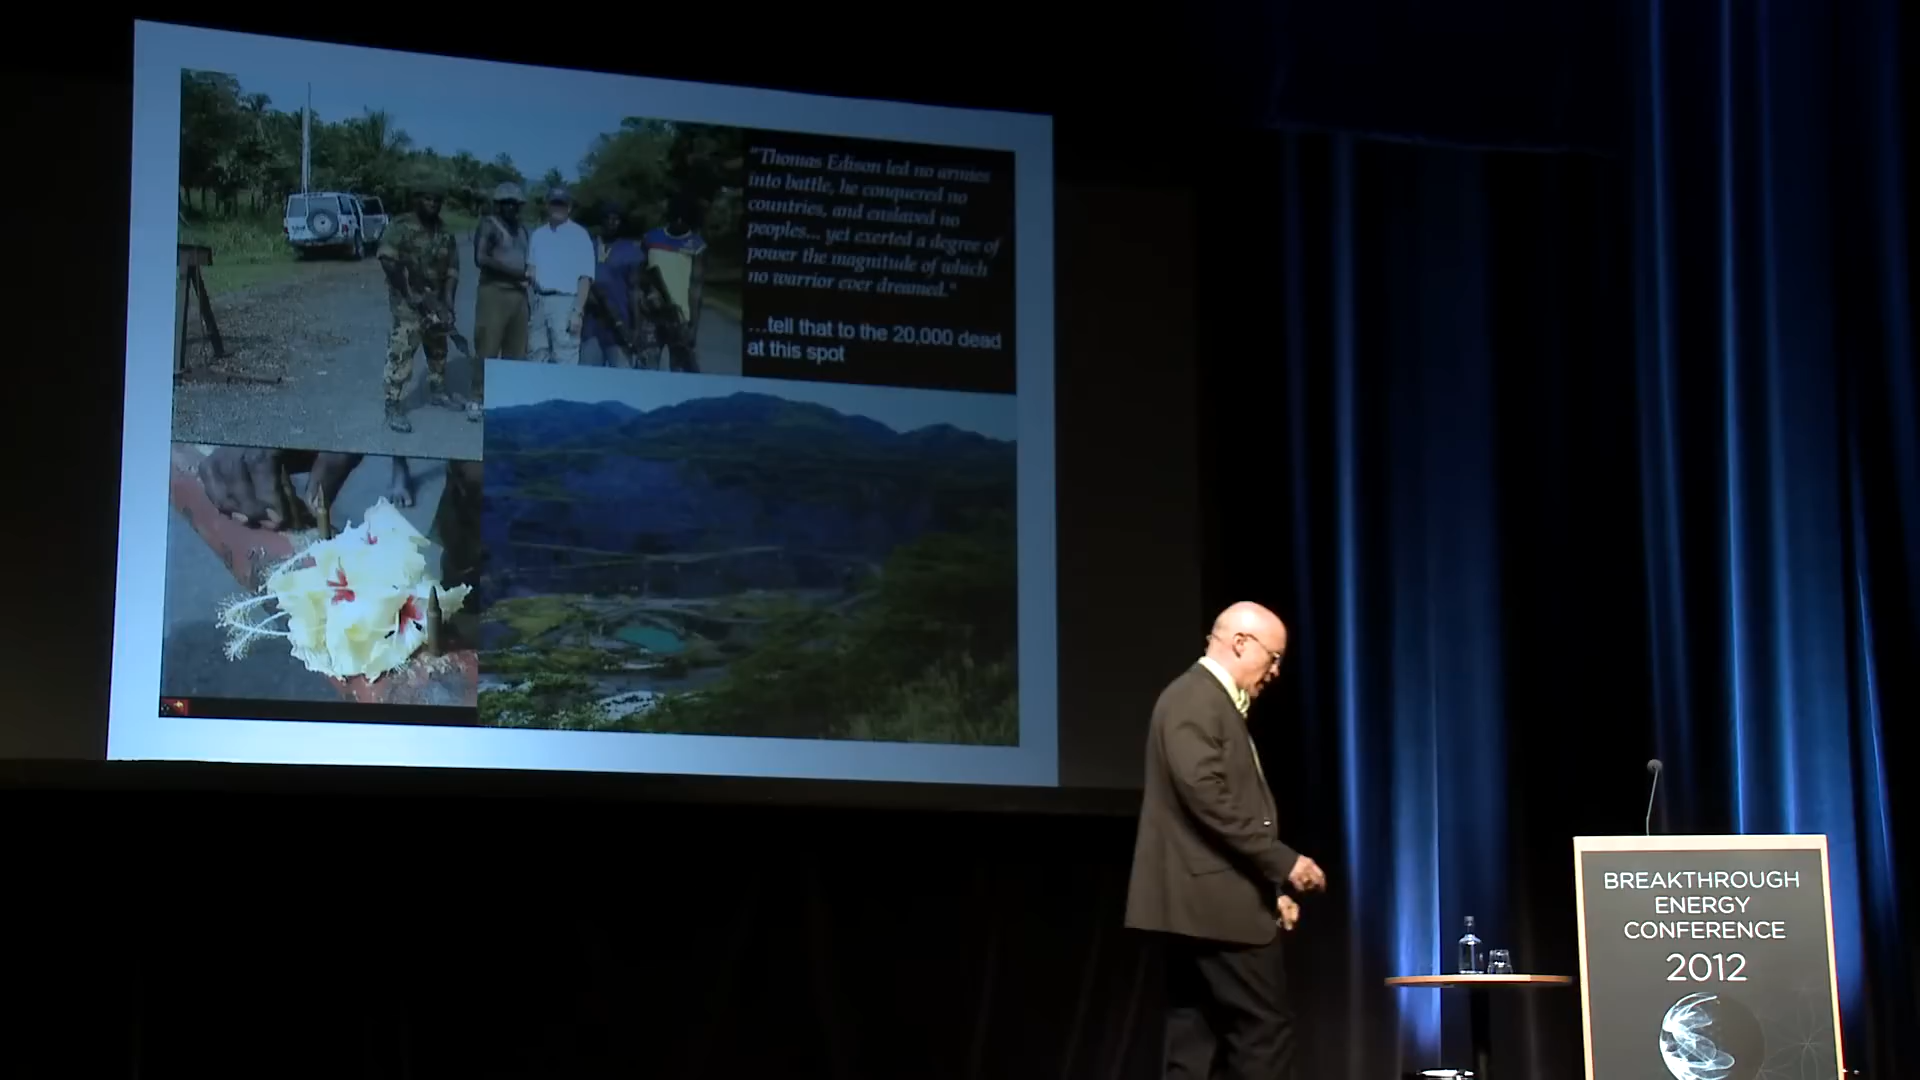 "Thomas Edison led no armies
into battle, he conquered no
countries, and enslaved no
peoples... yet exerted a degree of
power the magnitude of which
no warrior ever dreamed."
...tell that to the 20,000 dead
at this spot
BREAKTHROUGH
ENERGY
CONFERENCE
2012